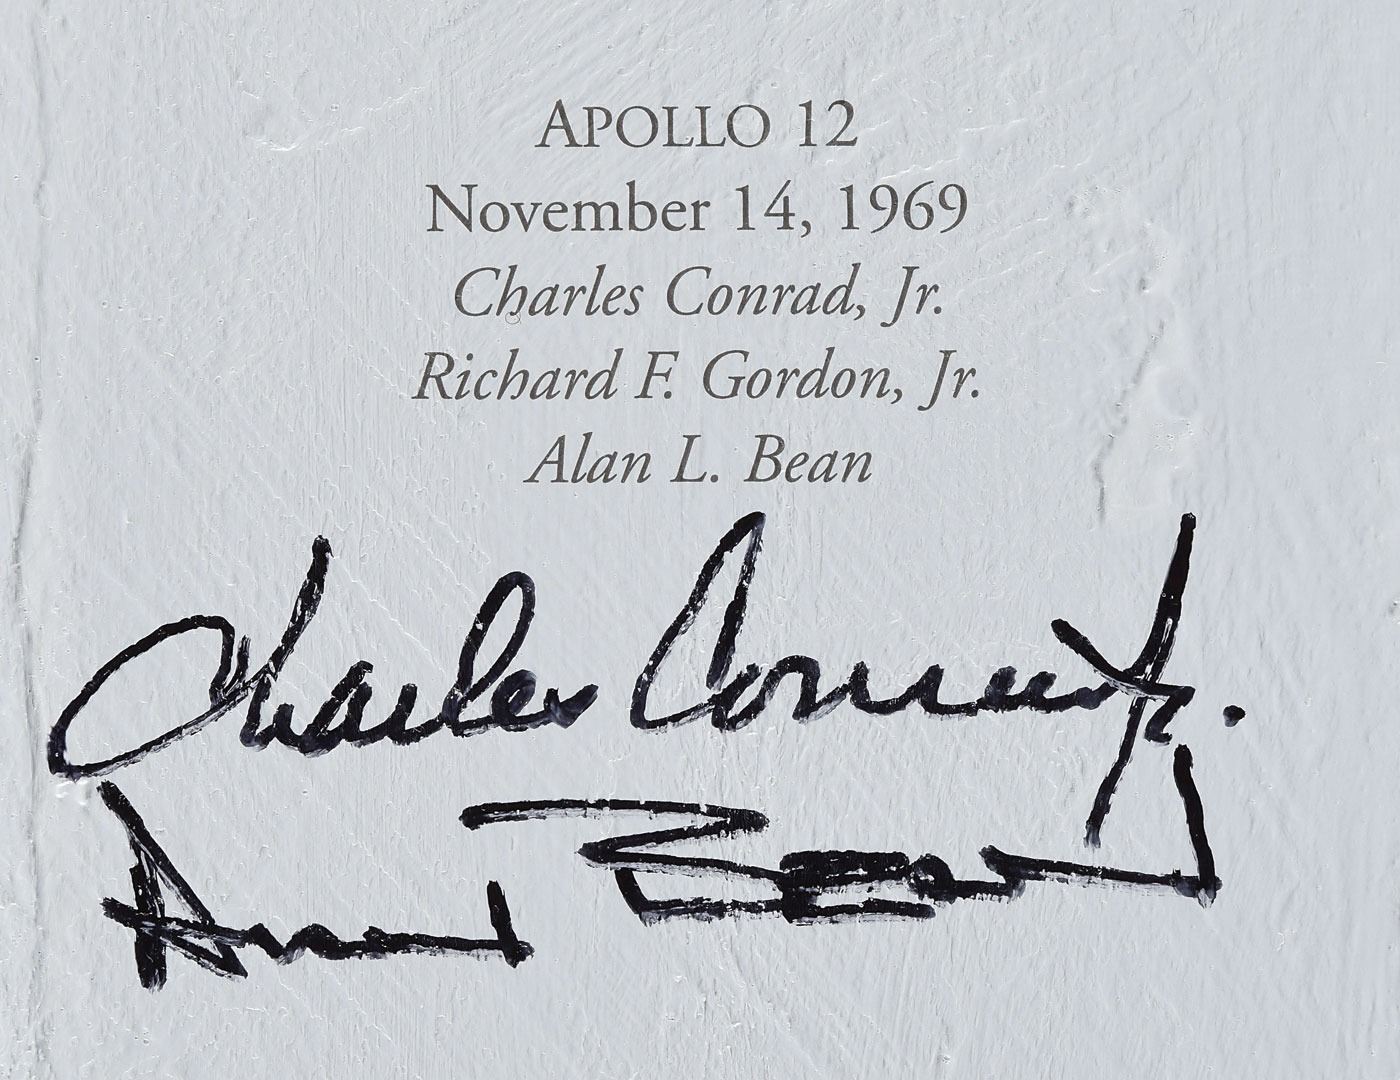 APOLLO 12
November 14, 1969
Charles Conrad, Jr.
Richard F. Gordon, Jr.
Alan L. Bean
Charles Conrad Jr.
Alan Bean